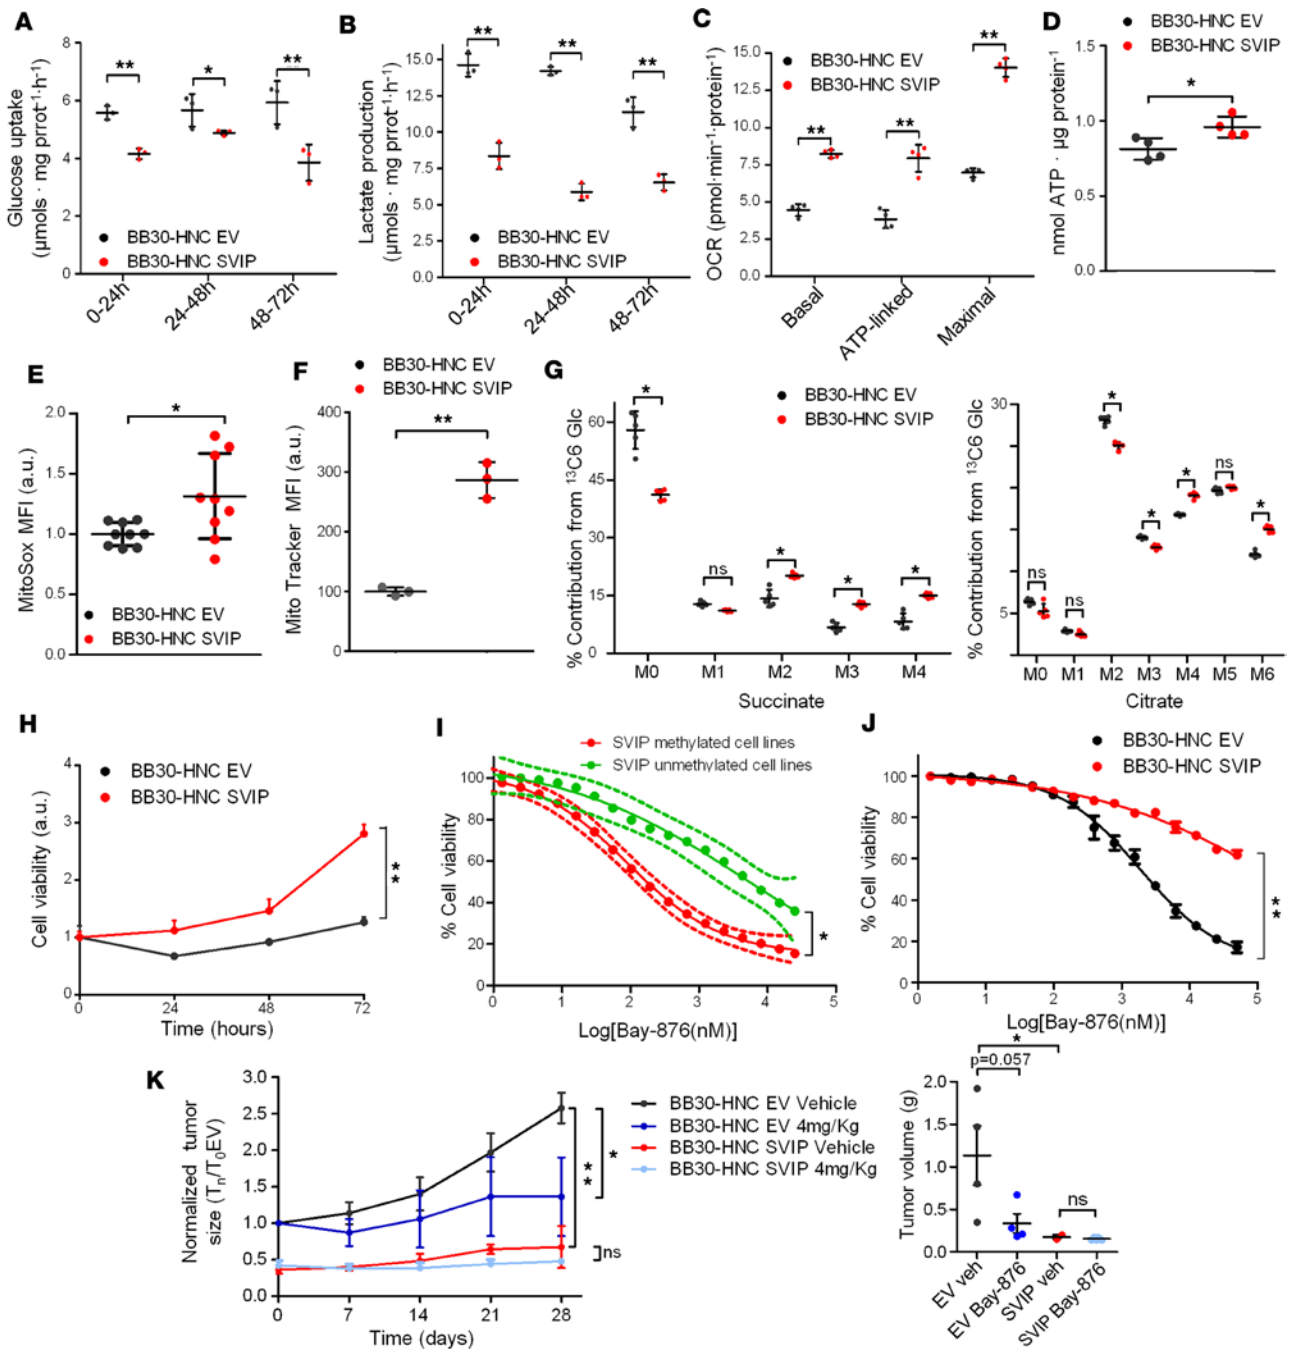 A
Glucose uptake
(µmols · mg prrot⁻¹·h⁻¹)
8
6
4
2
0
**
*
**
BB30-HNC EV
BB30-HNC SVIP
0-24h
24-48h
48-72h
B
Lactate production
(µmols · mg prrot⁻¹·h⁻¹)
15.0
12.5
10.0
7.5
5.0
2.5
0.0
**
**
**
BB30-HNC EV
BB30-HNC SVIP
0-24h
24-48h
48-72h
C
OCR (pmol·min⁻¹·protein⁻¹)
15.0
12.5
10.0
7.5
5.0
2.5
0.0
BB30-HNC EV
BB30-HNC SVIP
**
**
**
Basal
ATP-linked
Maximal
D
BB30-HNC EV
BB30-HNC SVIP
nmol ATP · µg protein⁻¹
1.5
1.0
0.5
0.0
*
E
MitoSox MFI (a.u.)
2.0
1.5
1.0
0.5
0.0
*
BB30-HNC EV
BB30-HNC SVIP
F
BB30-HNC EV
BB30-HNC SVIP
Mito Tracker MFI (a.u.)
400
300
200
100
0
**
G
% Contribution from ¹³C6 Glc
60
45
30
15
0
BB30-HNC EV
BB30-HNC SVIP
*
ns
*
*
*
M0
M1
M2
M3
M4
Succinate
% Contribution from ¹³C6 Glc
30
5
BB30-HNC EV
BB30-HNC SVIP
ns
ns
*
*
*
ns
*
M0
M1
M2
M3
M4
M5
M6
Citrate
H
Cell viability (a.u.)
4
3
2
1
0
BB30-HNC EV
BB30-HNC SVIP
**
0
24
48
72
Time (hours)
I
SVIP methylated cell lines
SVIP unmethylated cell lines
% Cell viability
100
80
60
40
20
0
*
0
1
2
3
4
5
Log[Bay-876(nM)]
J
BB30-HNC EV
BB30-HNC SVIP
% Cell viability
100
80
60
40
20
0
**
1
2
3
4
5
Log[Bay-876(nM)]
K
Normalized tumor
size (Tₙ/T₀EV)
3.0
2.5
2.0
1.5
1.0
0.5
0.0
0
7
14
21
28
Time (days)
**
*
ns
BB30-HNC EV Vehicle
BB30-HNC EV 4mg/Kg
BB30-HNC SVIP Vehicle
BB30-HNC SVIP 4mg/Kg
Tumor volume (g)
2.0
1.5
1.0
0.5
0.0
*
p=0.057
ns
EV veh
EV Bay-876
SVIP veh
SVIP Bay-876